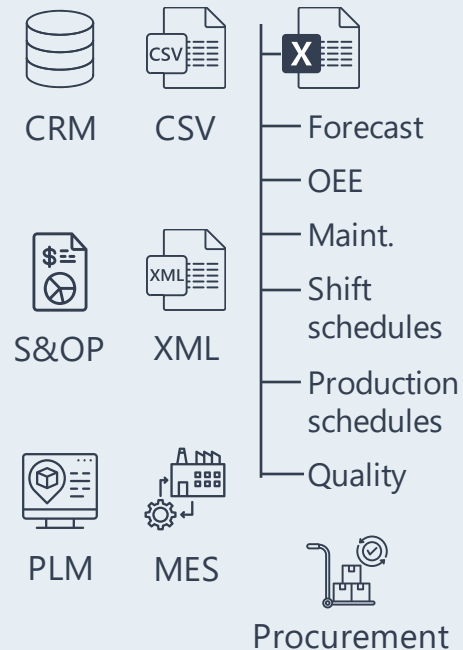 CSV
X
CRM
CSV
Forecast
OEE
Maint.
$
XML
Shift
schedules
S&OP
XML
Production
schedules
Quality
PLM
MES
Procurement